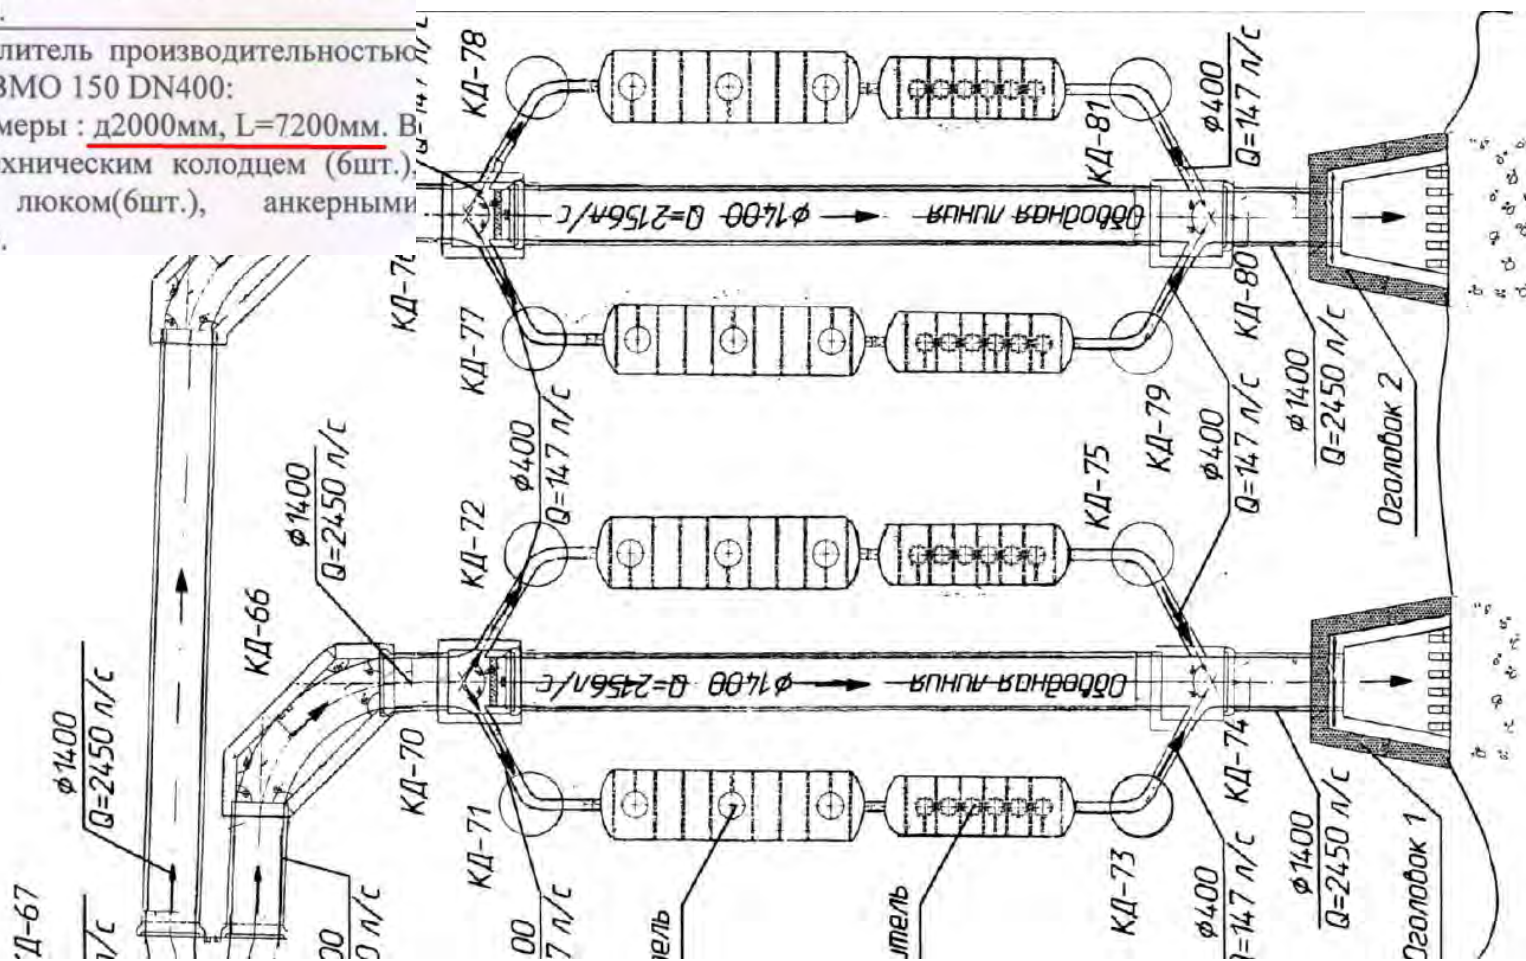 производительностью
ВМО 150 DN400:
д2000мм, L=7200мм. В
колодцем (6шт.),
люком(6шт.), анкерными
КД-78
КД-81
ф400
Q=147 л/с
ф1400 Q=2156л/с
Обводная линия
КД-77
КД-80
КД-79
ф400
Q=147 л/с
ф400
Q=147 л/с
ф1400
Q=2450 л/с
Оголовок 2
ф1400
Q=2450 л/с
КД-72
КД-75
КД-66
ф1400
Q=2450 л/с
ф1400 Q=2156л/с
Обводная линия
КД-70
КД-74
КД-71
КД-73
ф400
Q=147 л/с
ф1400
Q=2450 л/с
Оголовок 1
КД-67